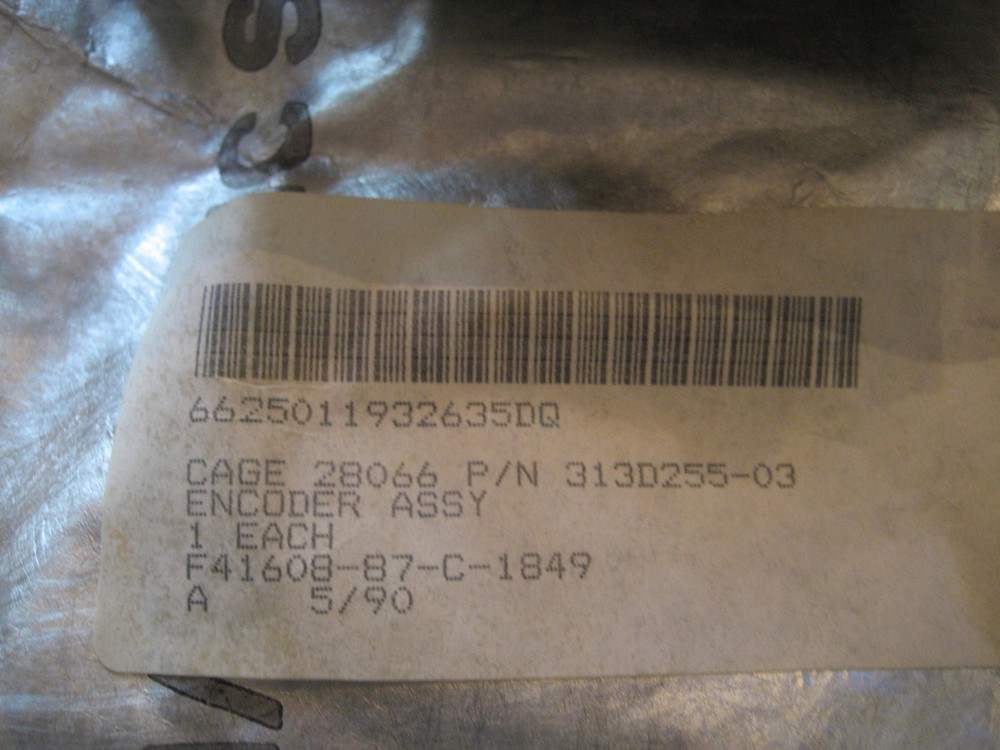 6625011932635DQ
CAGE 28066 P/N 313D255-03
ENCODER ASSY
1 EACH
F41608-87-C-1849
A 5/90